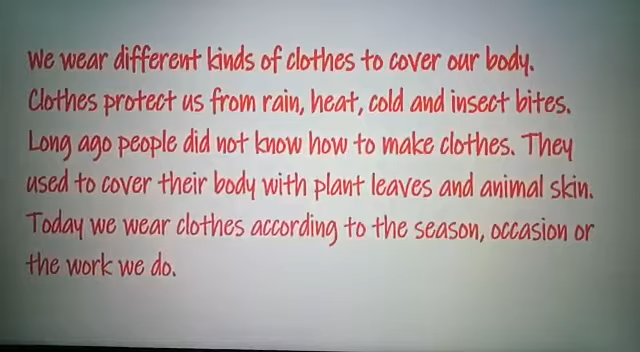 We wear different kinds of clothes to cover our body.
Clothes protect us from rain, heat, cold and insect bites.
Long ago people did not know how to make clothes. They
used to cover their body with plant leaves and animal skin.
Today we wear clothes according to the season, occasion or
the work we do.